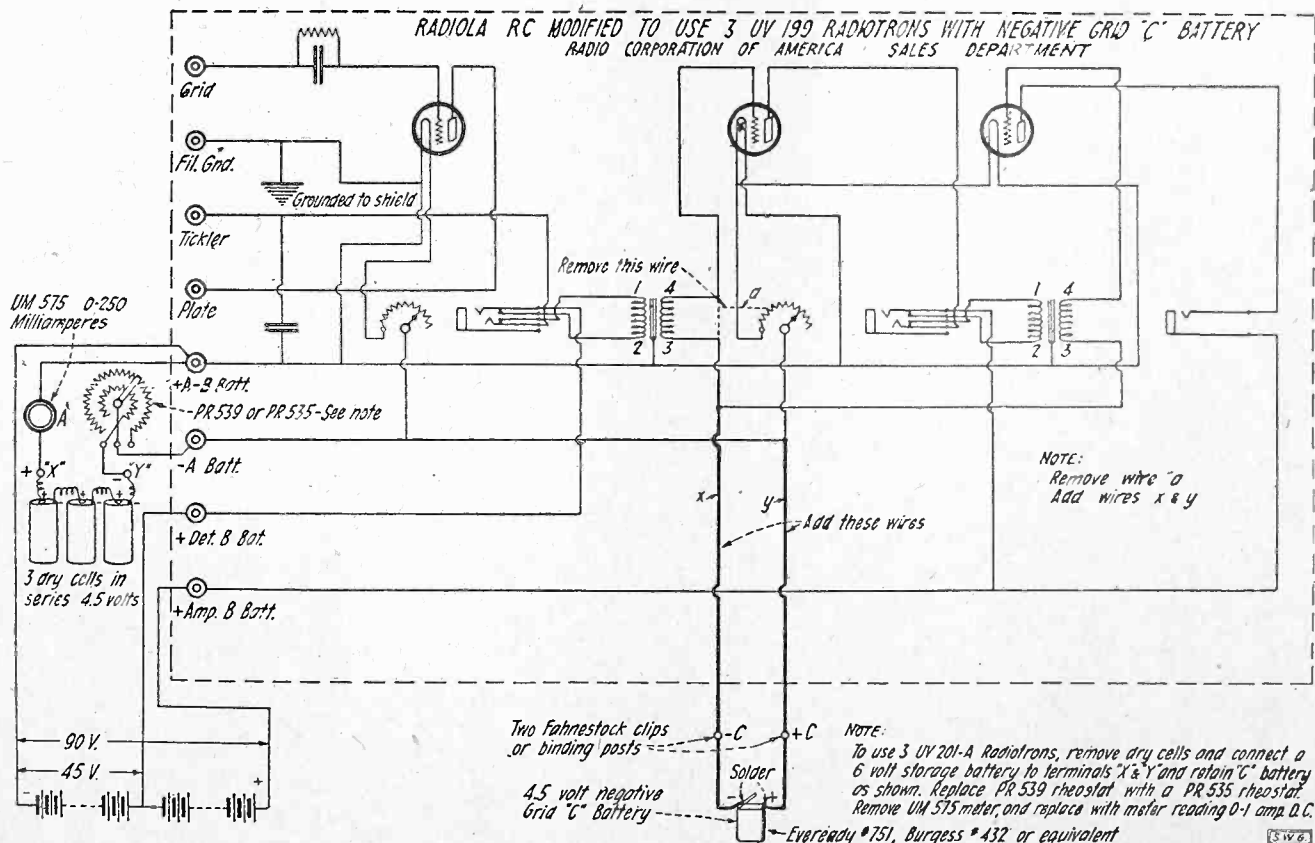 RADIOLA RC MODIFIED TO USE 3 UV 199 RADIOTRONS WITH NEGATIVE GRID "C" BATTERY
RADIO CORPORATION OF AMERICA SALES DEPARTMENT
Grid
Fil. Gnd.
Grounded to shield
Tickler
Plate
UM 575 0-250
Milliamperes
A
+A-B Batt.
PR 539 or PR 535-See note
-A Batt.
+ "X"
"Y"
-
+ + +
3 dry cells in
series 4.5 volts
+ Det. B Bat.
+Amp. B Batt.
Remove this wire
a
1 4
2 3
1 4
2 3
x
y
Add these wires
NOTE:
Remove wire "a
Add wires x & y
90 V.
45 V.
- +
Two Fahnestock clips
or binding posts
-C
+C
Solder
- +
4.5 volt negative
Grid "C" Battery
Eveready #751, Burgess #432 or equivalent
NOTE:
To use 3 UV 201-A Radiotrons, remove dry cells and connect a
6 volt storage battery to terminals "X & Y" and retain "C" battery
as shown. Replace PR 539 rheostat with a PR 535 rheostat.
Remove UM 575 meter, and replace with meter reading 0-1 amp. D.C.
S W 6